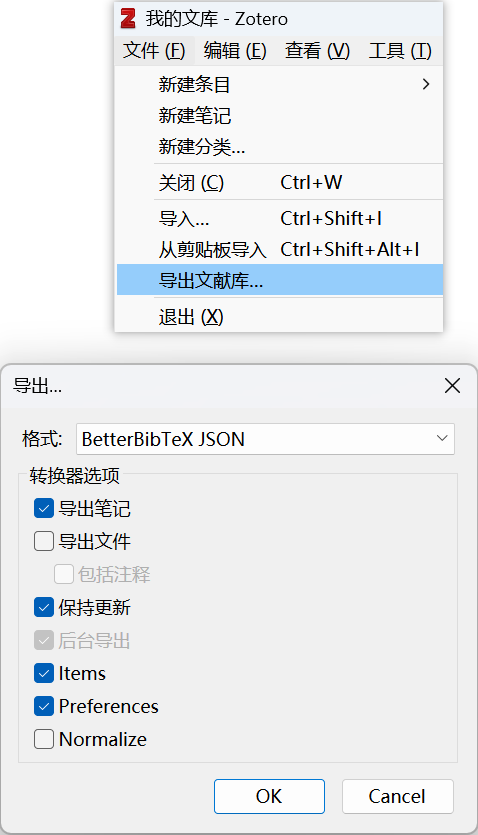 我的文库 - Zotero
文件 (F) 编辑 (E) 查看 (V) 工具 (T)
新建条目
新建笔记
新建分类...
关闭 (C) Ctrl+W
导入... Ctrl+Shift+I
从剪贴板导入 Ctrl+Shift+Alt+I
导出文献库...
退出 (X)
导出...
格式: BetterBibTeX JSON
转换器选项
导出笔记
导出文件
包括注释
保持更新
后台导出
Items
Preferences
Normalize
OK Cancel